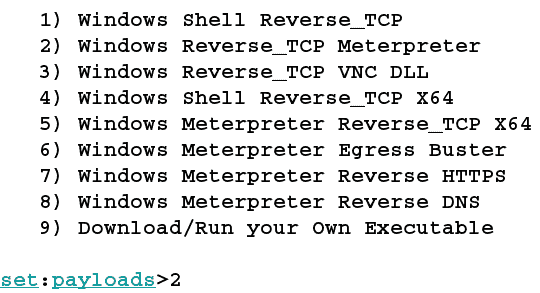 1) Windows Shell Reverse_TCP
2) Windows Reverse_TCP Meterpreter
3) Windows Reverse_TCP VNC DLL
4) Windows Shell Reverse_TCP X64
5) Windows Meterpreter Reverse_TCP X64
6) Windows Meterpreter Egress Buster
7) Windows Meterpreter Reverse HTTPS
8) Windows Meterpreter Reverse DNS
9) Download/Run your Own Executable
set:payloads>2